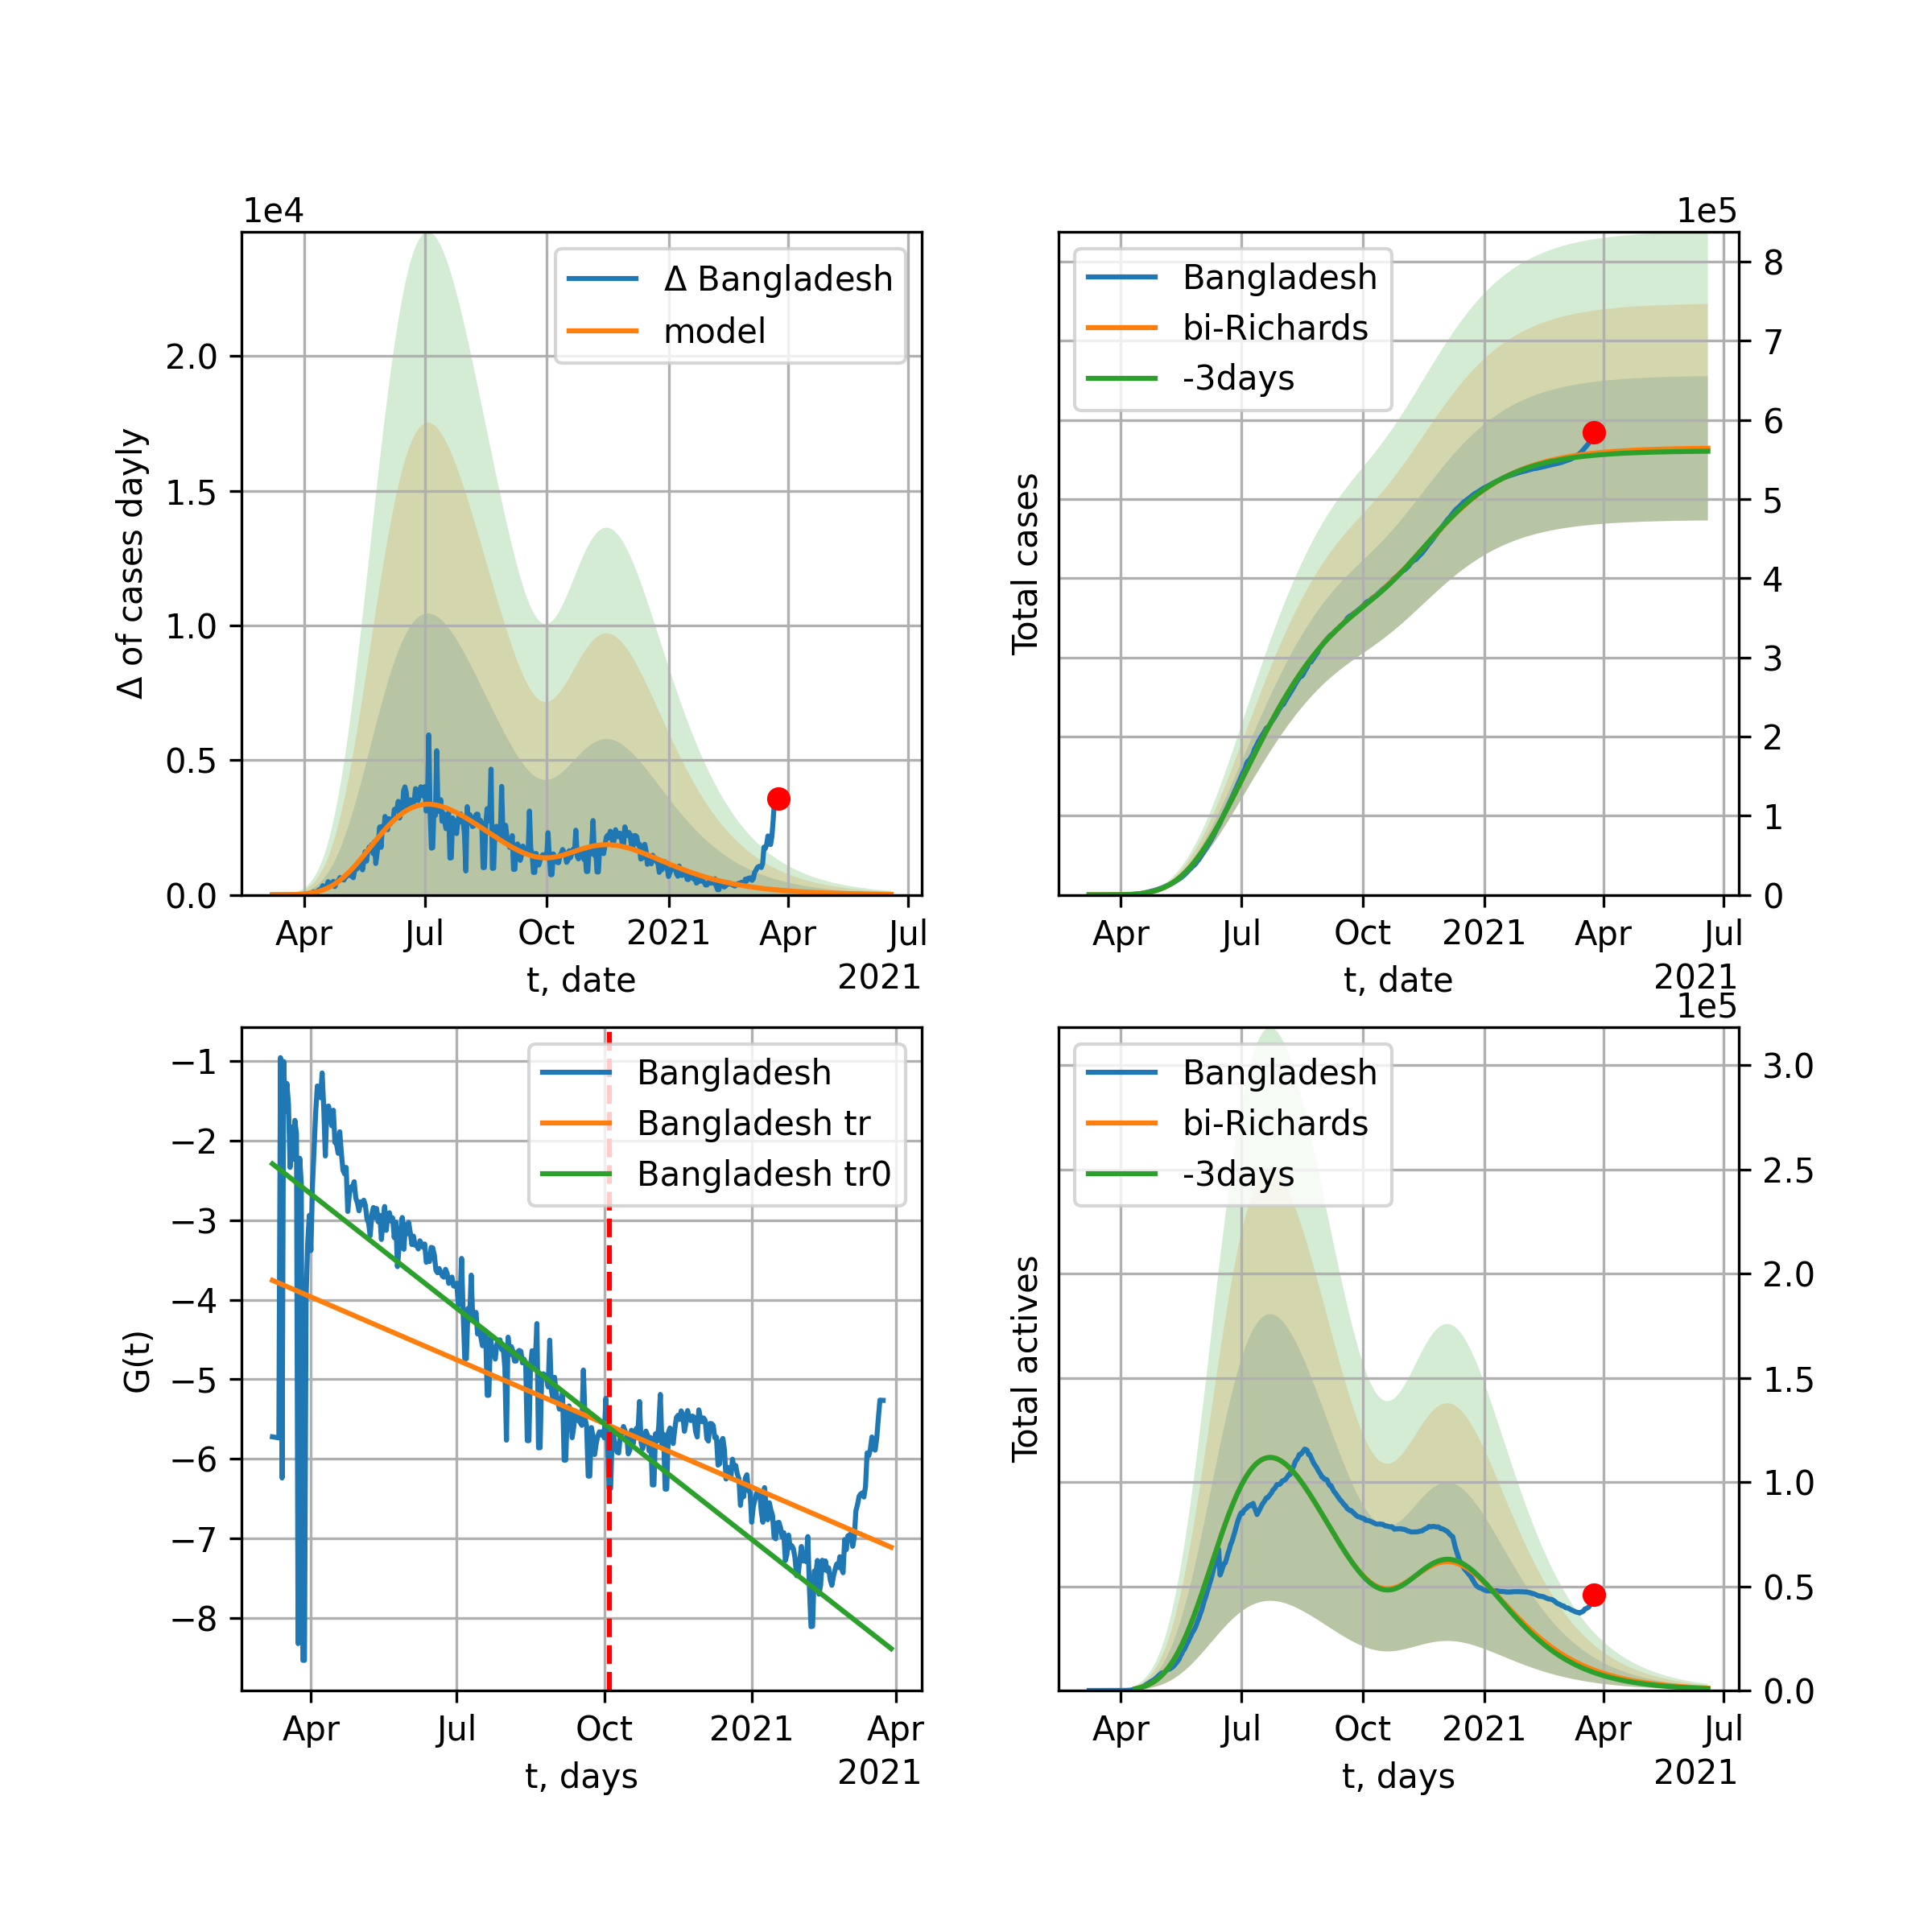 1e4
Δ of cases dayly
2.0
1.5
1.0
0.5
0.0
Δ Bangladesh
model
Apr Jul Oct 2021 Apr Jul
t, date
2021
1e5
Total cases
Bangladesh
bi-Richards
-3days
8
7
6
5
4
3
2
1
0
Apr Jul Oct 2021 Apr Jul
t, date
2021
G(t)
−1
−2
−3
−4
−5
−6
−7
−8
Bangladesh
Bangladesh tr
Bangladesh tr0
Apr Jul Oct 2021 Apr
t, days
2021
1e5
Total actives
Bangladesh
bi-Richards
-3days
3.0
2.5
2.0
1.5
1.0
0.5
0.0
Apr Jul Oct 2021 Apr Jul
t, days
2021